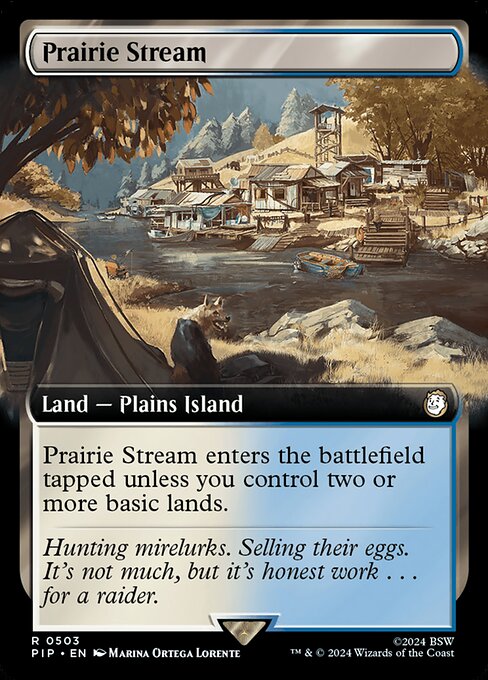 Prairie Stream
Land — Plains Island
Prairie Stream enters the battlefield
tapped unless you control two or
more basic lands.
Hunting mirelurks. Selling their eggs.
It's not much, but it's honest work . . .
for a raider.
R 0503
PIP • EN Marina Ortega Lorente
©2024 BSW
™ & © 2024 Wizards of the Coast